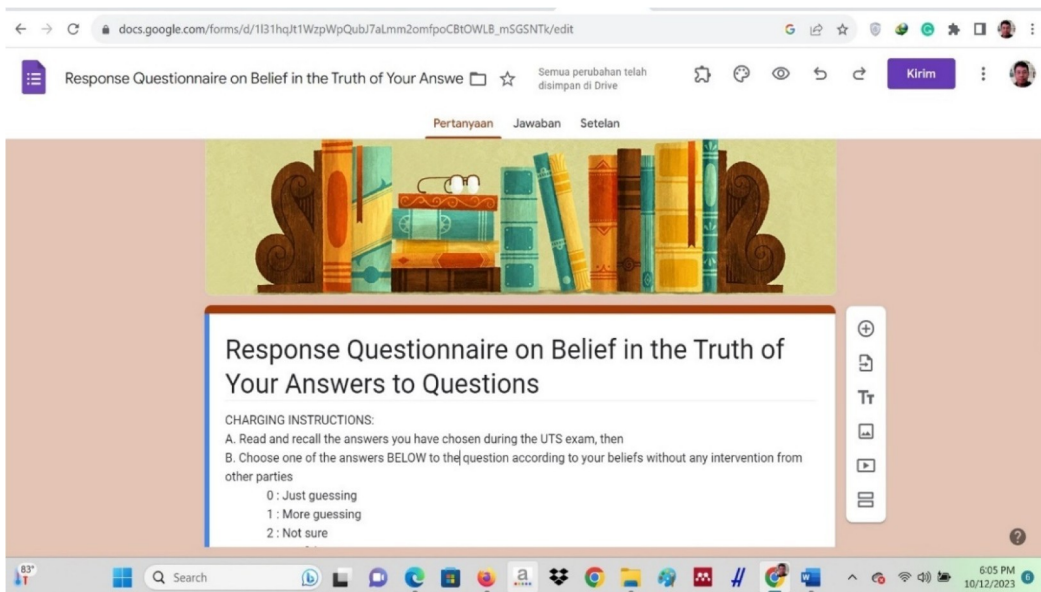 docs.google.com/forms/d/1I31hqJt1WzpWpQubJ7aLmm2omfpoCBtOWLB_mSGSNTk/edit
Response Questionnaire on Belief in the Truth of Your Answe
Semua perubahan telah
disimpan di Drive
Kirim
Pertanyaan Jawaban Setelan
Response Questionnaire on Belief in the Truth of
Your Answers to Questions
CHARGING INSTRUCTIONS:
A. Read and recall the answers you have chosen during the UTS exam, then
B. Choose one of the answers BELOW to the question according to your beliefs without any intervention from
other parties
0 : Just guessing
1 : More guessing
2 : Not sure
83°
Search
6:05 PM
10/12/2023
6